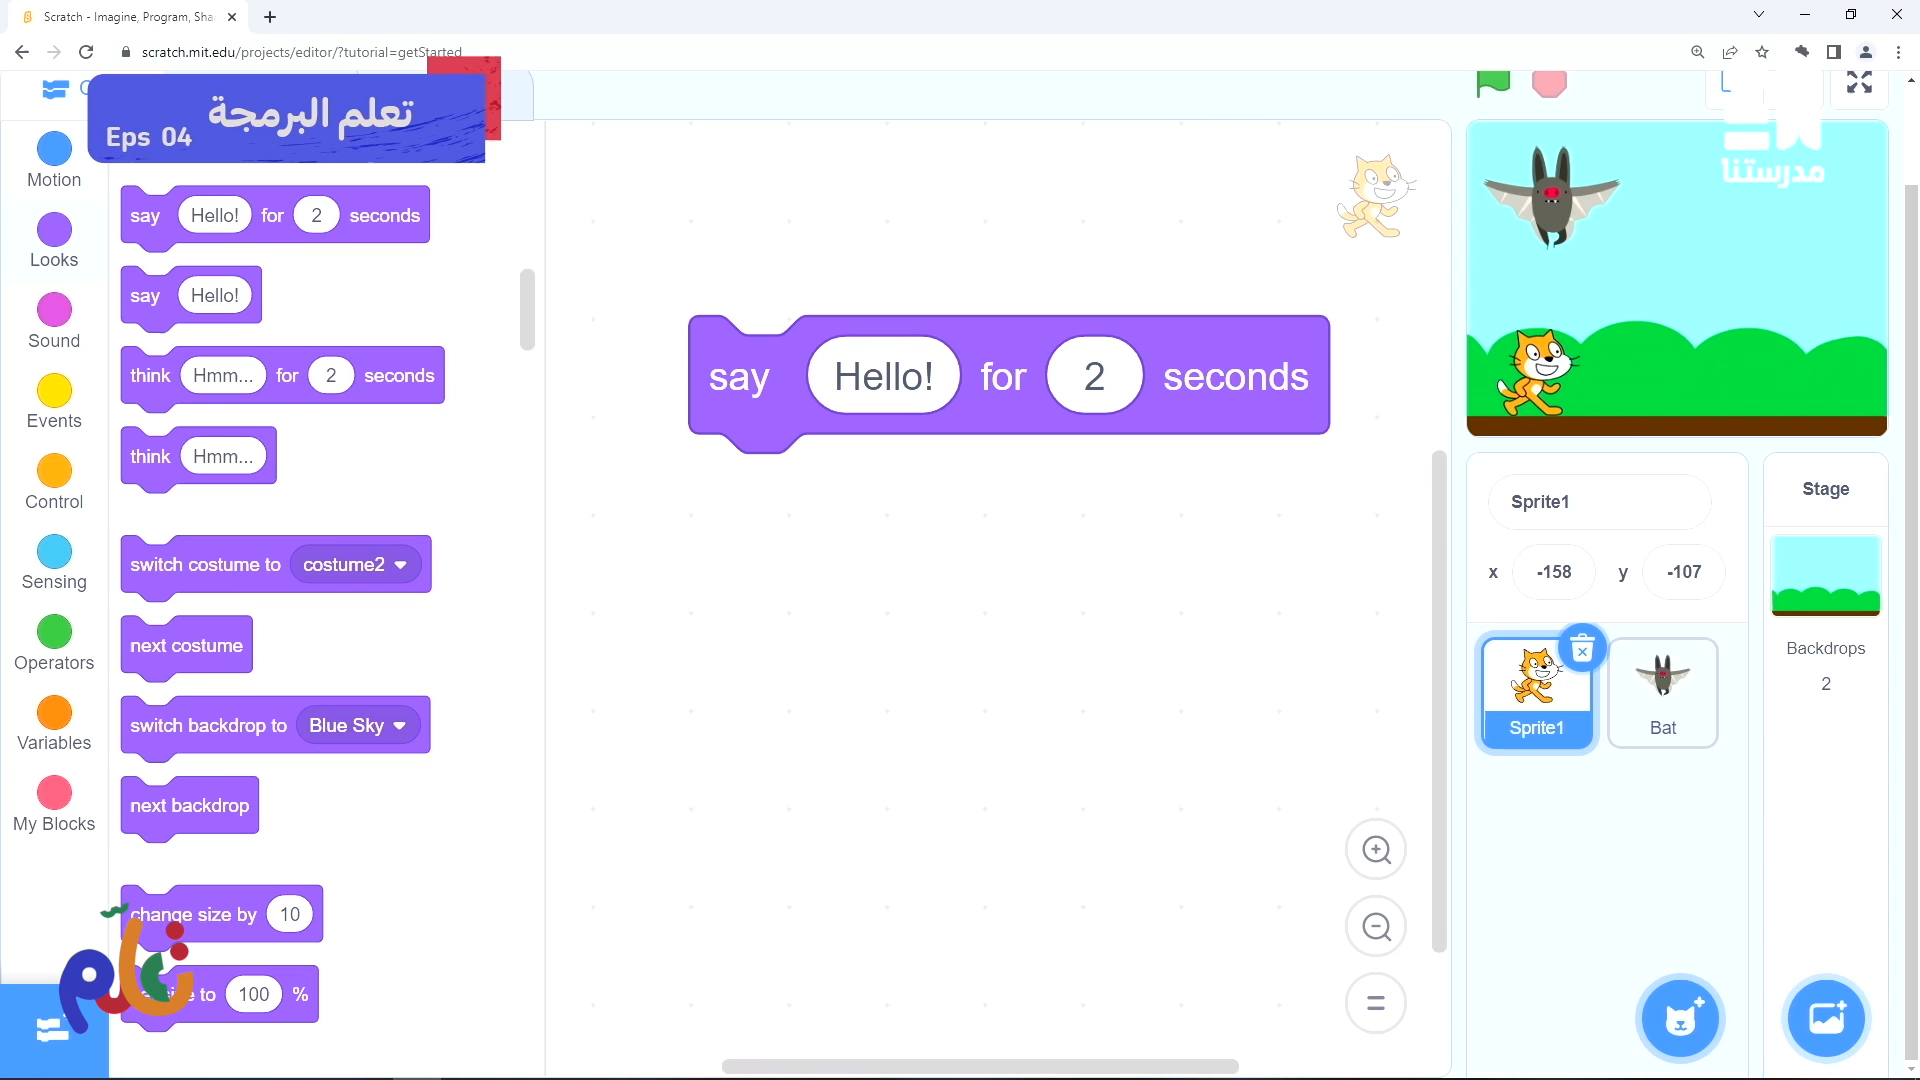 Scratch - Imagine, Program, Sha
scratch.mit.edu/projects/editor/?tutorial=getStarted
تعلم البرمجة
Eps 04
مدرستنا
Motion
Looks
Sound
Events
Control
Sensing
Operators
Variables
My Blocks
say Hello! for 2 seconds
say Hello!
think Hmm... for 2 seconds
think Hmm...
switch costume to costume2
next costume
switch backdrop to Blue Sky
next backdrop
change size by 10
to 100 %
say Hello! for 2 seconds
Sprite1
x -158 y -107
Sprite1
Bat
Stage
Backdrops
2